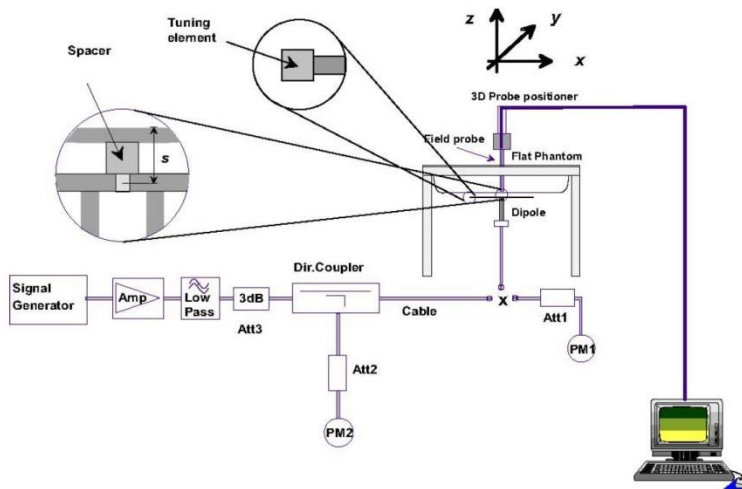 Tuning
element
Spacer
s
z
y
x
3D Probe positioner
Field probe
Flat Phantom
Dipole
Signal
Generator
Amp
Low
Pass
3dB
Att3
Dir.Coupler
Cable
x
Att1
PM1
Att2
PM2